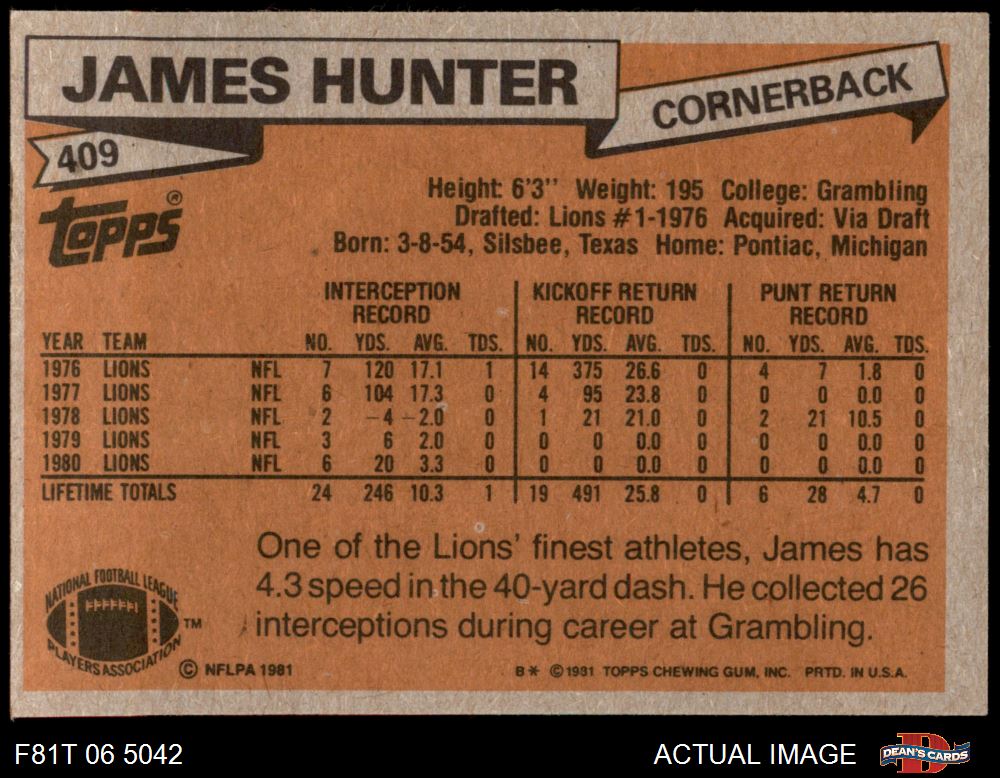 JAMES HUNTER
CORNERBACK
409
Topps®
Height: 6'3" Weight: 195 College: Grambling
Drafted: Lions #1-1976 Acquired: Via Draft
Born: 3-8-54, Silsbee, Texas Home: Pontiac, Michigan
INTERCEPTION RECORD KICKOFF RETURN RECORD PUNT RETURN RECORD
YEAR TEAM NO. YDS. AVG. TDS. NO. YDS. AVG. TDS. NO. YDS. AVG. TDS.
1976 LIONS NFL 7 120 17.1 1 14 375 26.6 0 4 7 1.8 0
1977 LIONS NFL 6 104 17.3 0 4 95 23.8 0 0 0 0.0 0
1978 LIONS NFL 2 -4 -2.0 0 1 21 21.0 0 2 21 10.5 0
1979 LIONS NFL 3 6 2.0 0 0 0 0.0 0 0 0 0.0 0
1980 LIONS NFL 6 20 3.3 0 0 0 0.0 0 0 0 0.0 0
LIFETIME TOTALS 24 246 10.3 1 19 491 25.8 0 6 28 4.7 0
One of the Lions' finest athletes, James has
4.3 speed in the 40-yard dash. He collected 26
interceptions during career at Grambling.
NATIONAL FOOTBALL LEAGUE
PLAYERS ASSOCIATION
TM
© NFLPA 1981
B* © 1981 TOPPS CHEWING GUM, INC. PRTD. IN U.S.A.
F81T 06 5042
ACTUAL IMAGE
D
DEAN'S CARDS